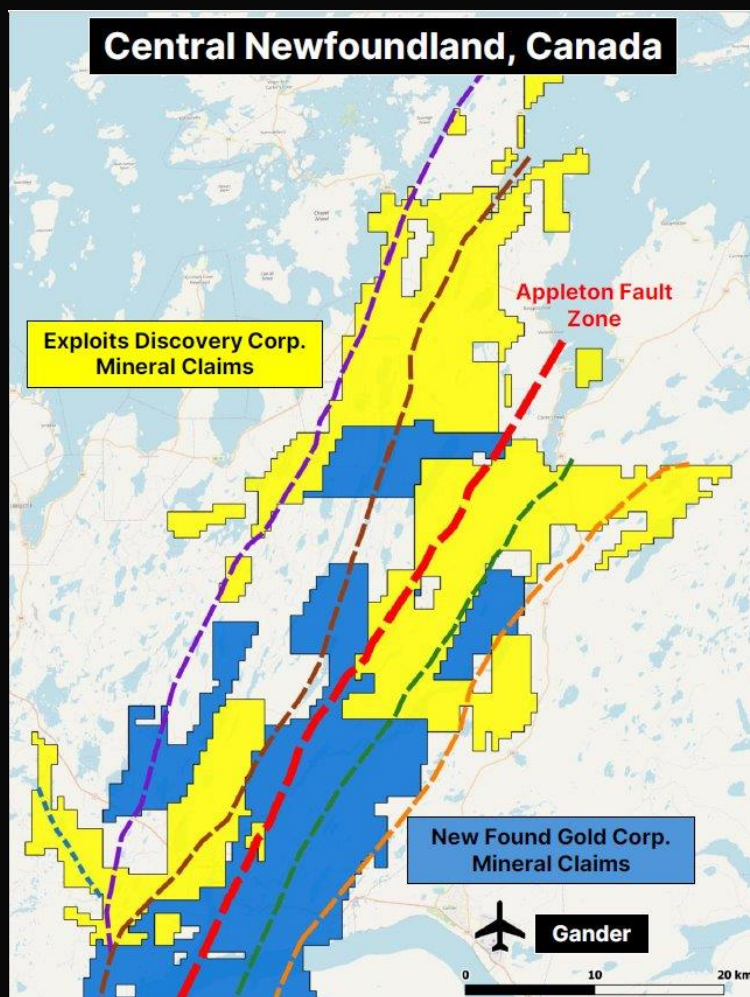 Central Newfoundland, Canada
Appleton Fault
Zone
Exploits Discovery Corp.
Mineral Claims
New Found Gold Corp.
Mineral Claims
Gander
0 10 20 km